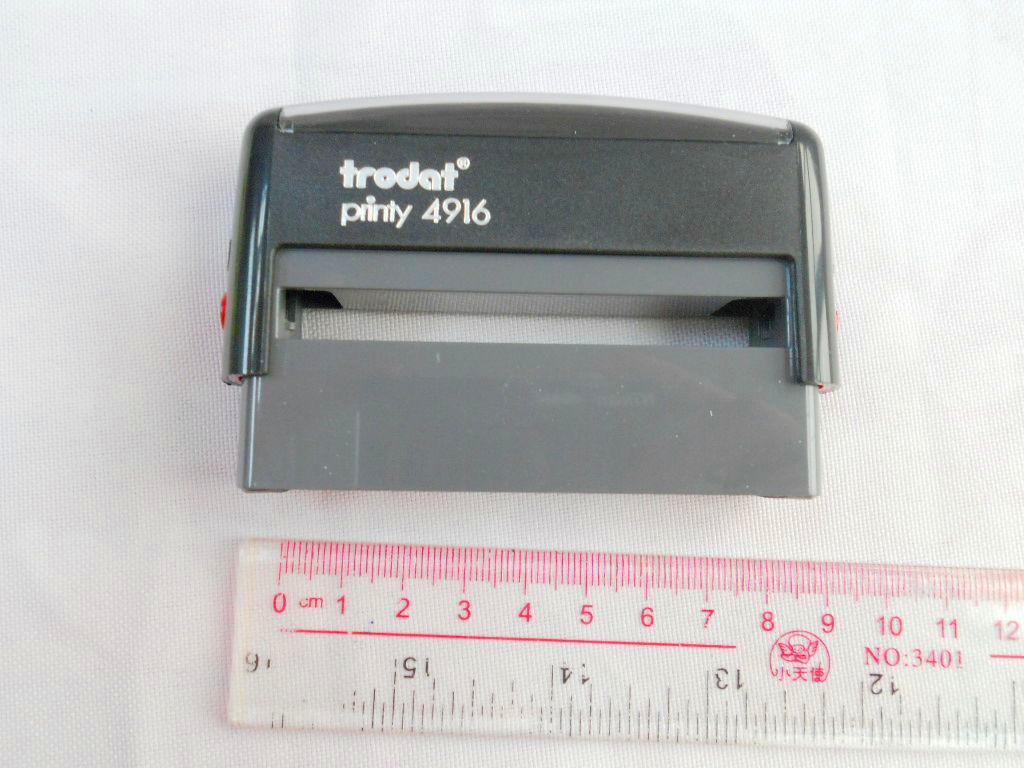 trodat®
printy 4916
0 cm 1 2 3 4 5 6 7 8 9 10 11 12
小天使
NO:3401
6 15 14 13 12